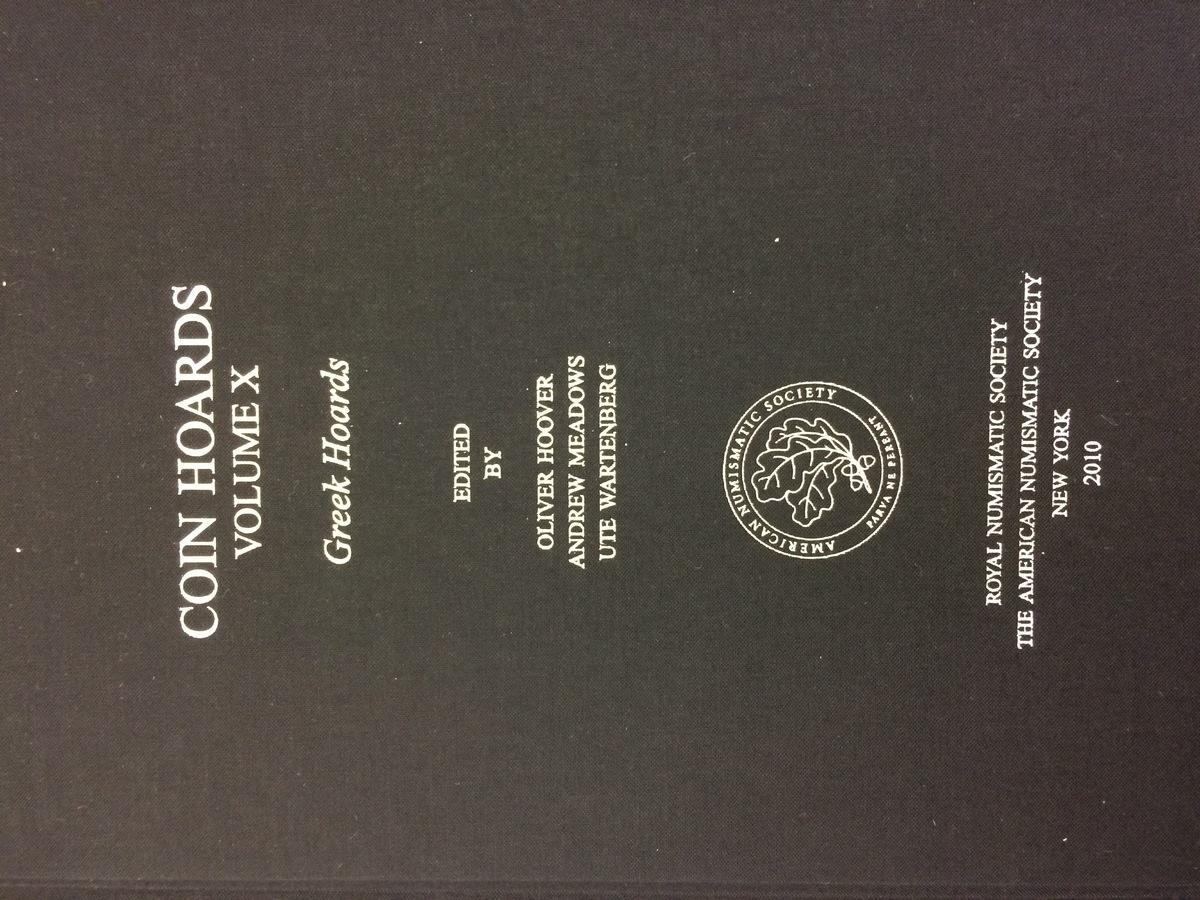 COIN HOARDS
VOLUME X
Greek Hoards
EDITED
BY
OLIVER HOOVER
ANDREW MEADOWS
UTE WARTENBERG
AMERICAN NUMISMATIC SOCIETY
PARVA NE PEREANT
ROYAL NUMISMATIC SOCIETY
THE AMERICAN NUMISMATIC SOCIETY
NEW YORK
2010